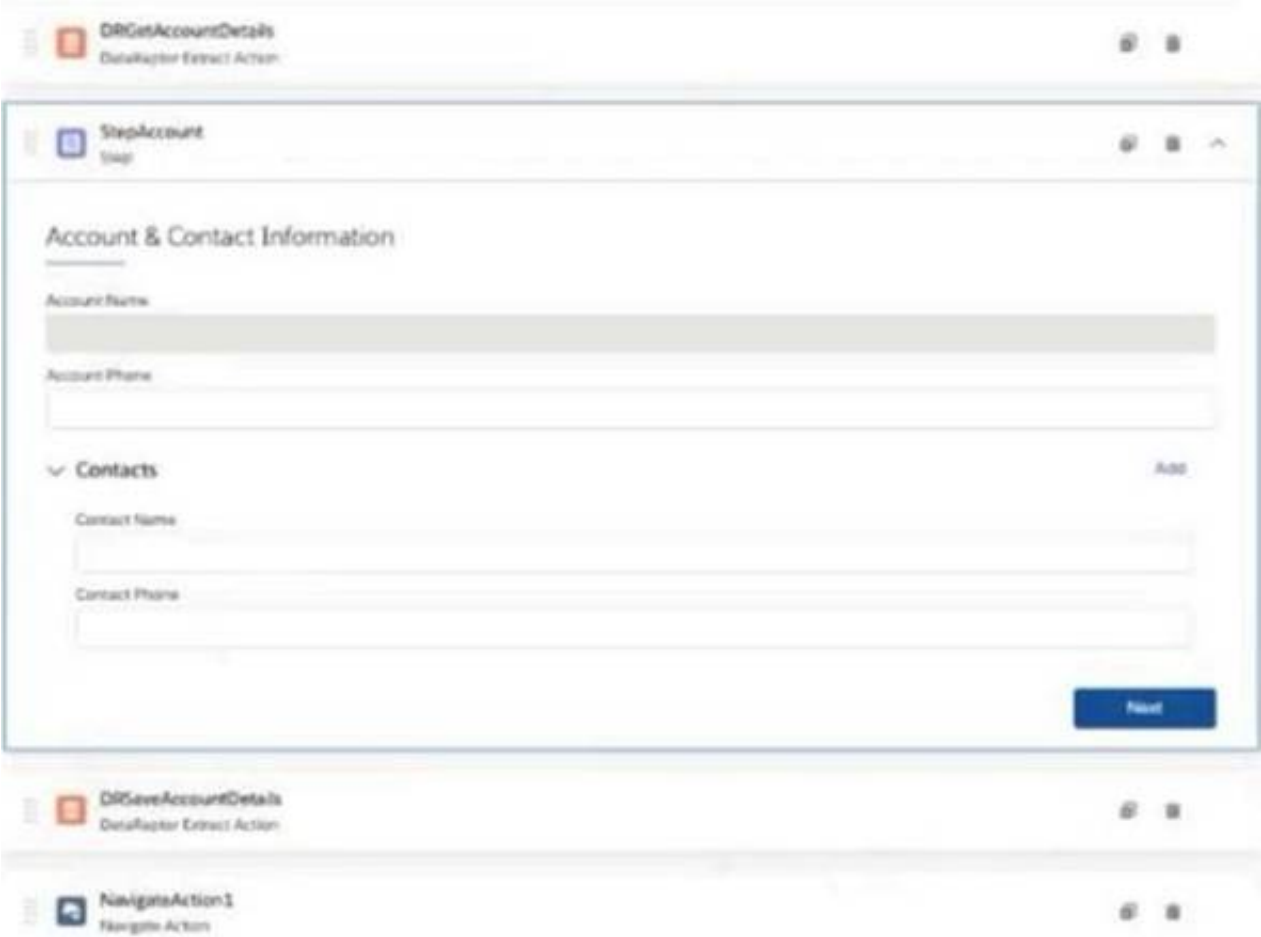 DRGetAccountDetails
DataRaptor Extract Action
StepAccount
Step
Account & Contact Information
Account Name
Account Phone
Contacts
Add
Contact Name
Contact Phone
Next
DRSaveAccountDetails
DataRaptor Extract Action
NavigateAction1
Navigate Action